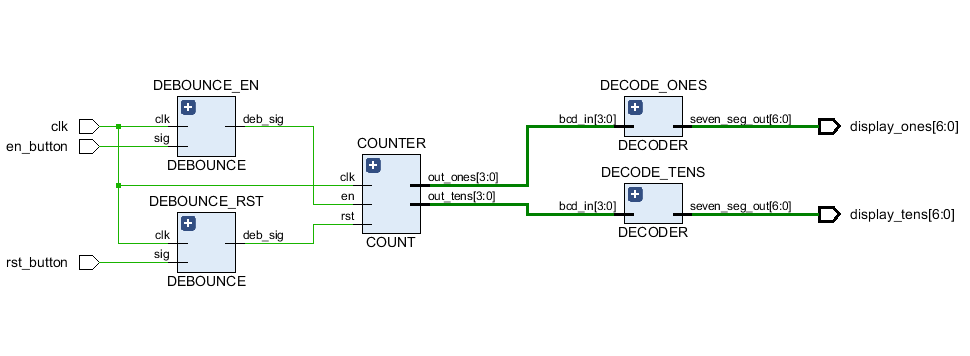 DEBOUNCE_EN
clk
clk
deb_sig
en_button
sig
DEBOUNCE
DEBOUNCE_RST
clk
deb_sig
rst_button
sig
DEBOUNCE
COUNTER
clk
out_ones[3:0]
en
out_tens[3:0]
rst
COUNT
DECODE_ONES
bcd_in[3:0]
seven_seg_out[6:0]
display_ones[6:0]
DECODER
DECODE_TENS
bcd_in[3:0]
seven_seg_out[6:0]
display_tens[6:0]
DECODER